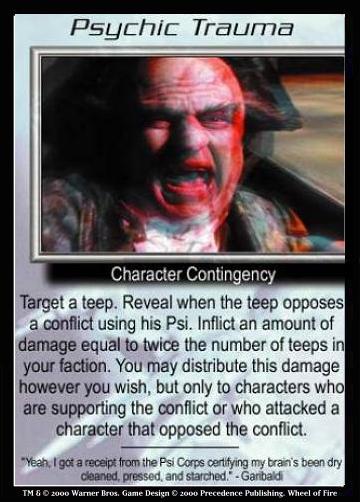 Psychic Trauma
Character Contingency
Target a teep. Reveal when the teep opposes
a conflict using his Psi. Inflict an amount of
damage equal to twice the number of teeps in
your faction. You may distribute this damage
however you wish, but only to characters who
are supporting the conflict or who attacked a
character that opposed the conflict.
"Yeah, I got a receipt from the Psi Corps certifying my brain's been dry
cleaned, pressed, and starched." - Garibaldi
TM & © 2000 Warner Bros. Game Design © 2000 Precedence Publishing. Wheel of Fire